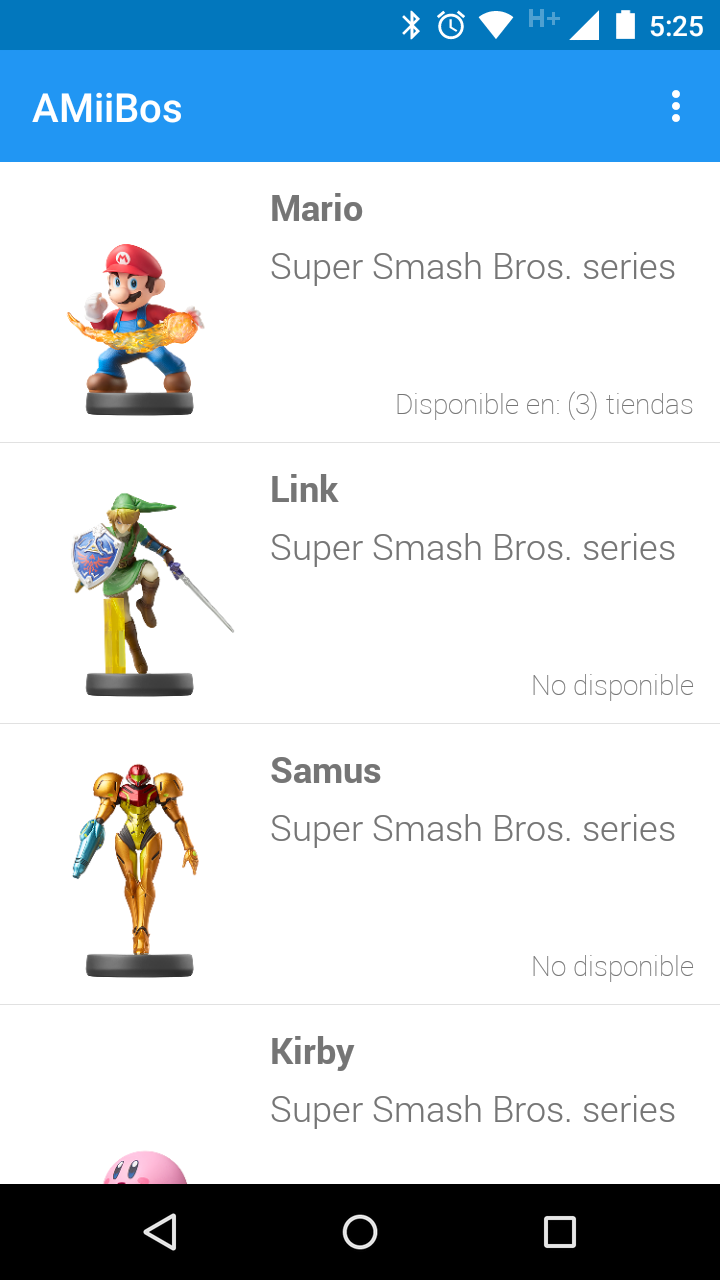 H+ 5:25
AMiiBos
Mario
Super Smash Bros. series
Disponible en: (3) tiendas
Link
Super Smash Bros. series
No disponible
Samus
Super Smash Bros. series
No disponible
Kirby
Super Smash Bros. series